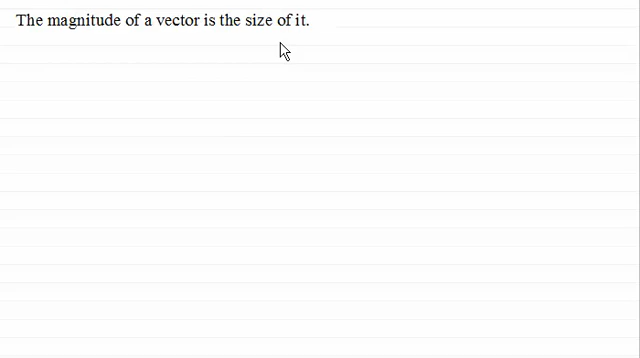 The magnitude of a vector is the size of it.